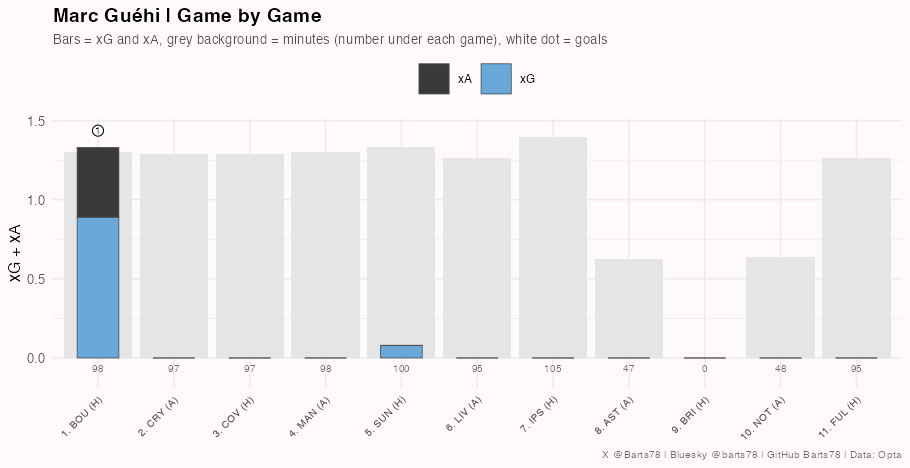 Marc Guéhi | Game by Game
Bars = xG and xA, grey background = minutes (number under each game), white dot = goals
xA xG
xG + xA
1.5
1.0
0.5
0.0
1
98 97 97 98 100 95 105 47 0 48 95
1. BOU (H) 2. CRY (A) 3. COV (H) 4. MAN (A) 5. SUN (H) 6. LIV (A) 7. IPS (H) 8. AST (A) 9. BRI (H) 10. NOT (A) 11. FUL (H)
X @Barts78 | Bluesky @barts78 | GitHub Barts78 | Data: Opta